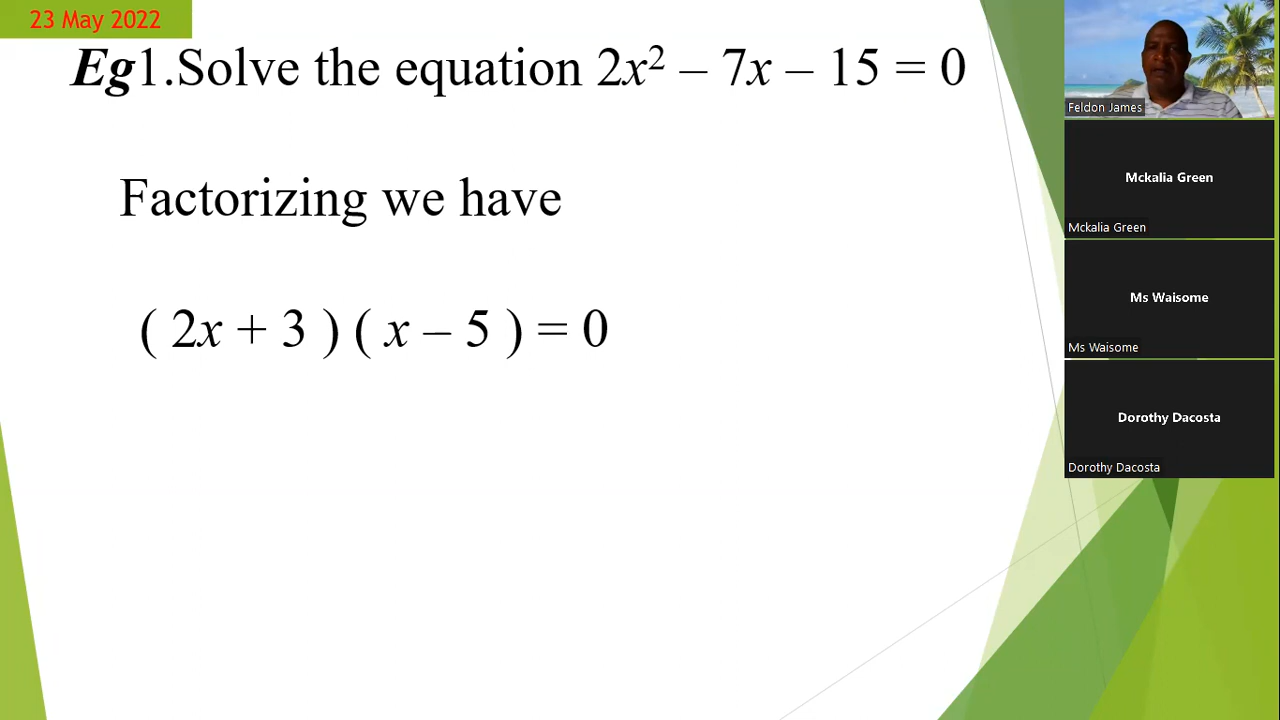 23 May 2022
Eg1.Solve the equation 2x² – 7x – 15 = 0
Factorizing we have
( 2x + 3 ) ( x – 5 ) = 0
Feldon James
Mckalia Green
Mckalia Green
Ms Waisome
Ms Waisome
Dorothy Dacosta
Dorothy Dacosta